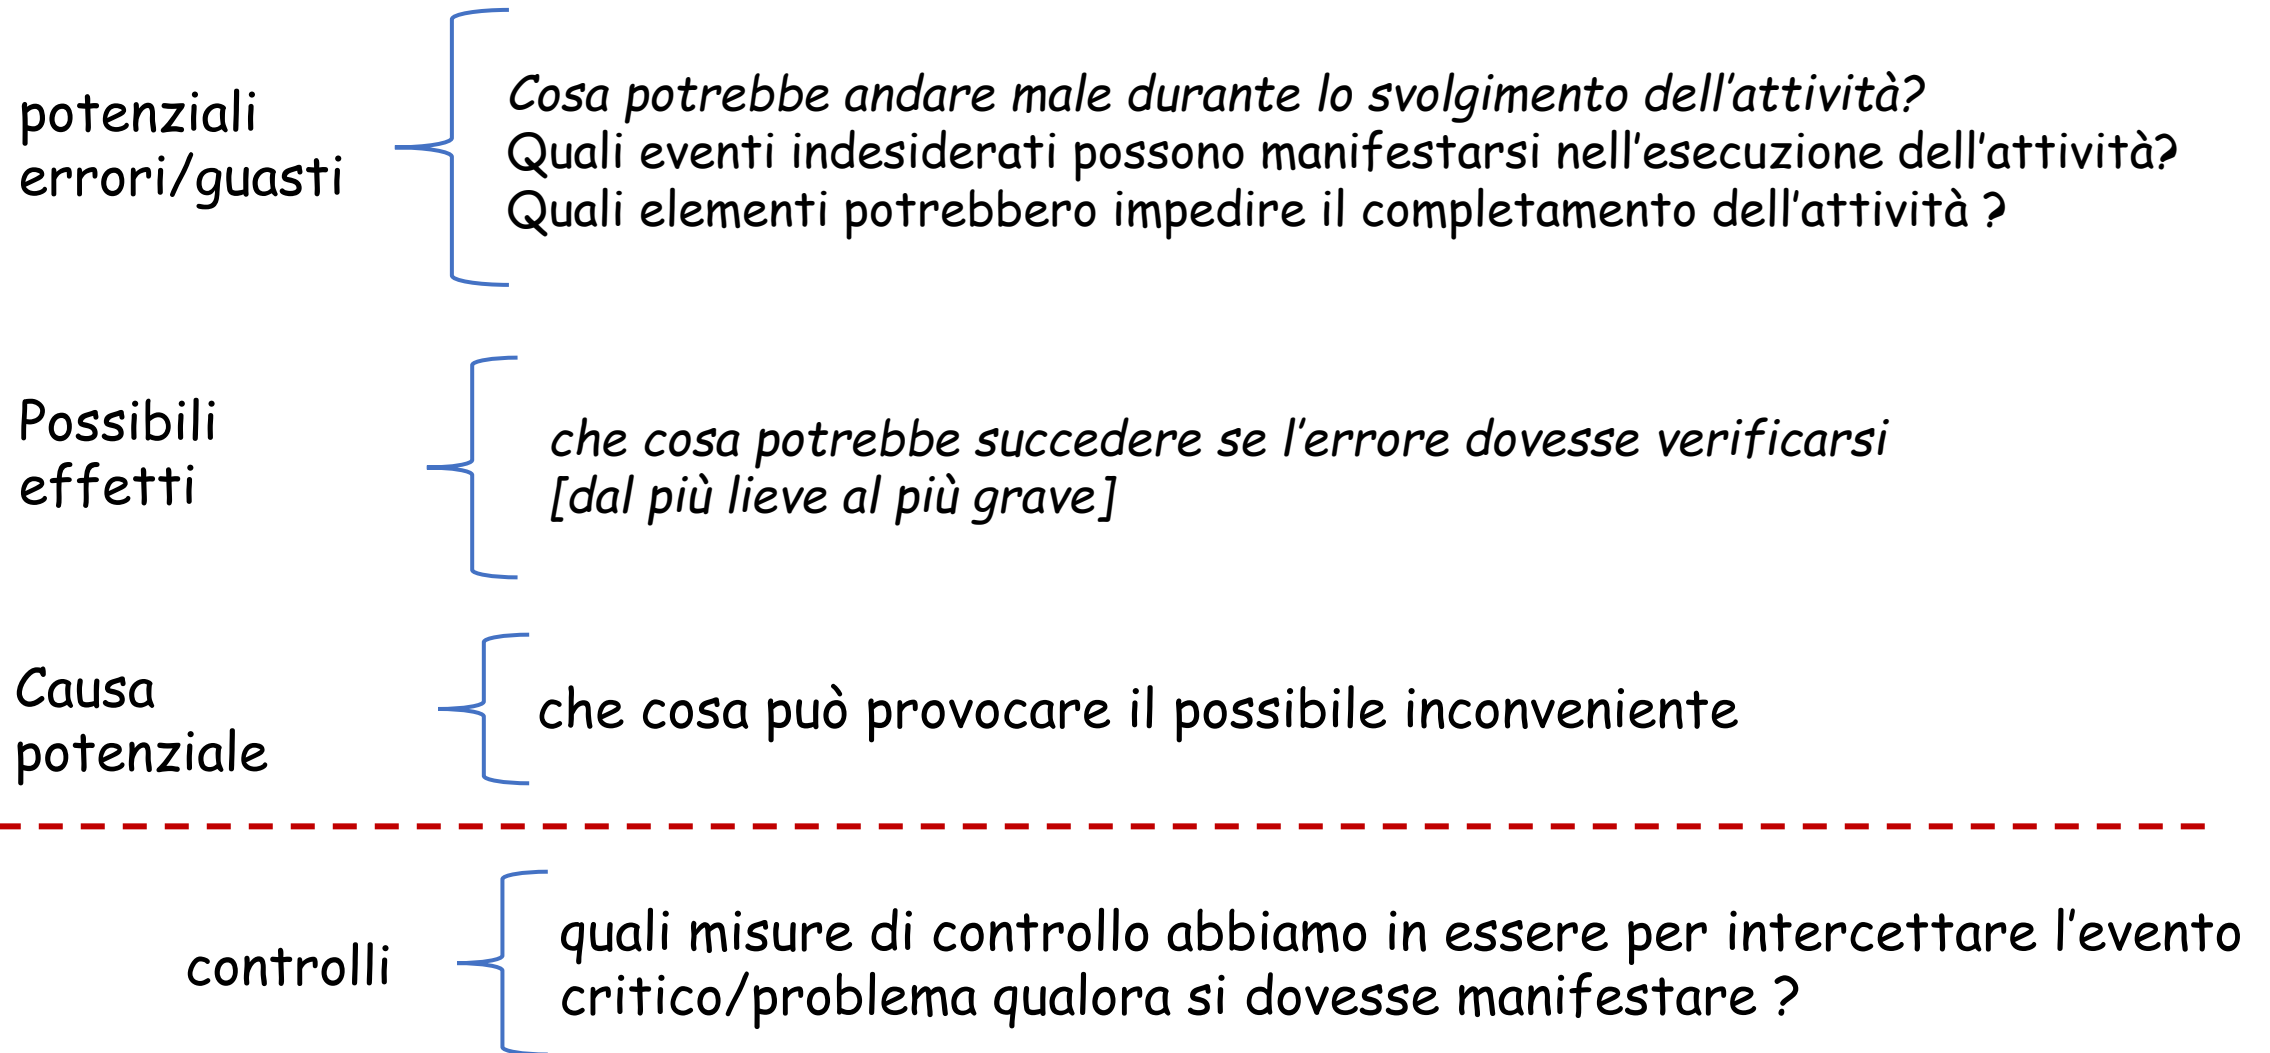 potenziali
errori/guasti
Cosa potrebbe andare male durante lo svolgimento dell'attività?
Quali eventi indesiderati possono manifestarsi nell'esecuzione dell'attività?
Quali elementi potrebbero impedire il completamento dell'attività ?
Possibili
effetti
che cosa potrebbe succedere se l'errore dovesse verificarsi
[dal più lieve al più grave]
Causa
potenziale
che cosa può provocare il possibile inconveniente
controlli
quali misure di controllo abbiamo in essere per intercettare l'evento
critico/problema qualora si dovesse manifestare ?